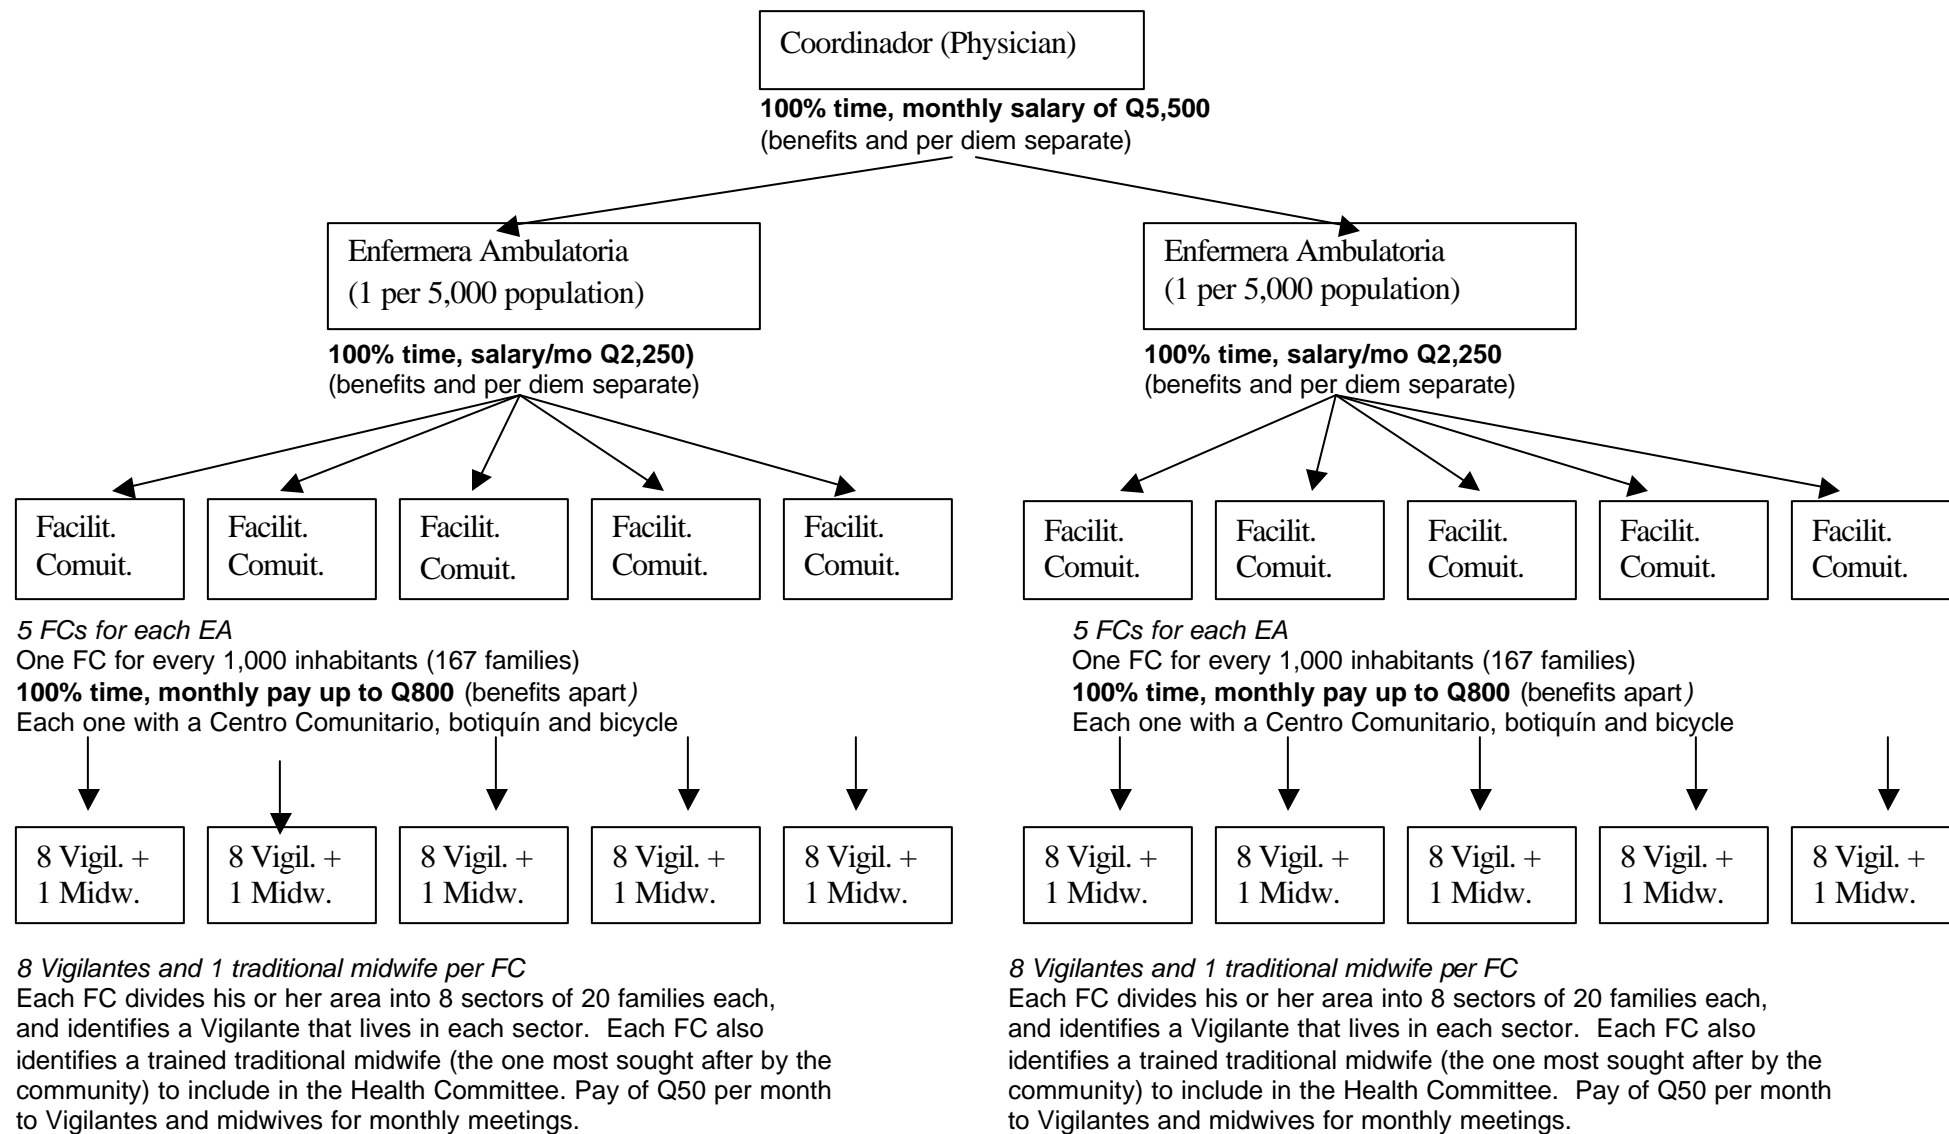 Coordinador (Physician)
100% time, monthly salary of Q5,500
(benefits and per diem separate)
Enfermera Ambulatoria
(1 per 5,000 population)
100% time, salary/mo Q2,250)
(benefits and per diem separate)
Enfermera Ambulatoria
(1 per 5,000 population)
100% time, salary/mo Q2,250
(benefits and per diem separate)
Facilit.
Comuit.
Facilit.
Comuit.
Facilit.
Comuit.
Facilit.
Comuit.
Facilit.
Comuit.
Facilit.
Comuit.
Facilit.
Comuit.
Facilit.
Comuit.
Facilit.
Comuit.
Facilit.
Comuit.
5 FCs for each EA
One FC for every 1,000 inhabitants (167 families)
100% time, monthly pay up to Q800 (benefits apart)
Each one with a Centro Comunitario, botiquín and bicycle
5 FCs for each EA
One FC for every 1,000 inhabitants (167 families)
100% time, monthly pay up to Q800 (benefits apart)
Each one with a Centro Comunitario, botiquín and bicycle
8 Vigil. +
1 Midw.
8 Vigil. +
1 Midw.
8 Vigil. +
1 Midw.
8 Vigil. +
1 Midw.
8 Vigil. +
1 Midw.
8 Vigil. +
1 Midw.
8 Vigil. +
1 Midw.
8 Vigil. +
1 Midw.
8 Vigil. +
1 Midw.
8 Vigil. +
1 Midw.
8 Vigilantes and 1 traditional midwife per FC
Each FC divides his or her area into 8 sectors of 20 families each,
and identifies a Vigilante that lives in each sector. Each FC also
identifies a trained traditional midwife (the one most sought after by the
community) to include in the Health Committee. Pay of Q50 per month
to Vigilantes and midwives for monthly meetings.
8 Vigilantes and 1 traditional midwife per FC
Each FC divides his or her area into 8 sectors of 20 families each,
and identifies a Vigilante that lives in each sector. Each FC also
identifies a trained traditional midwife (the one most sought after by the
community) to include in the Health Committee. Pay of Q50 per month
to Vigilantes and midwives for monthly meetings.